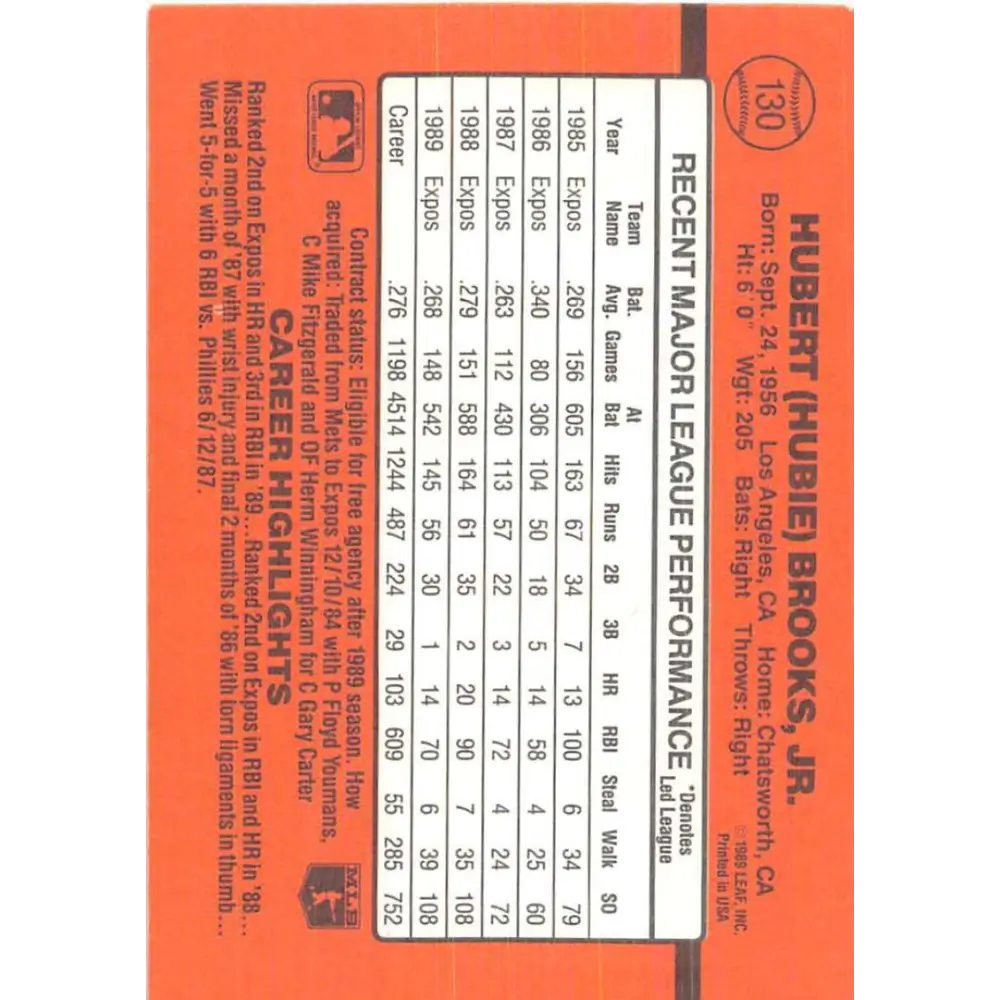 130
HUBERT (HUBIE) BROOKS, JR.
Born: Sept. 24, 1956 Los Angeles, CA Home: Chatsworth, CA
Ht: 6' 0" Wgt: 205 Bats: Right Throws: Right
© 1989 LEAF, INC.
Printed in USA
RECENT MAJOR LEAGUE PERFORMANCE
*Denotes
Led League
Year Team Name Bat. Avg. Games At Bat Hits Runs 2B 3B HR RBI Steal Walk SO
1985 Expos .269 156 605 163 67 34 7 13 100 6 34 79
1986 Expos .340 80 306 104 50 18 5 14 58 4 25 60
1987 Expos .263 112 430 113 57 22 3 14 72 4 24 72
1988 Expos .279 151 588 164 61 35 2 20 90 7 35 108
1989 Expos .268 148 542 145 56 30 1 14 70 6 39 108
Career .276 1198 4514 1244 487 224 29 103 609 55 285 752
Contract status: Eligible for free agency after 1989 season. How
acquired: Traded from Mets to Expos 12/10/84 with P Floyd Youmans,
C Mike Fitzgerald and OF Herm Winningham for C Gary Carter
MLB
CAREER HIGHLIGHTS
Ranked 2nd on Expos in HR and 3rd in RBI in '89...Ranked 2nd on Expos in RBI and HR in '88...
Missed a month of '87 with wrist injury and final 2 months of '86 with torn ligaments in thumb...
Went 5-for-5 with 6 RBI vs. Phillies 6/12/87.